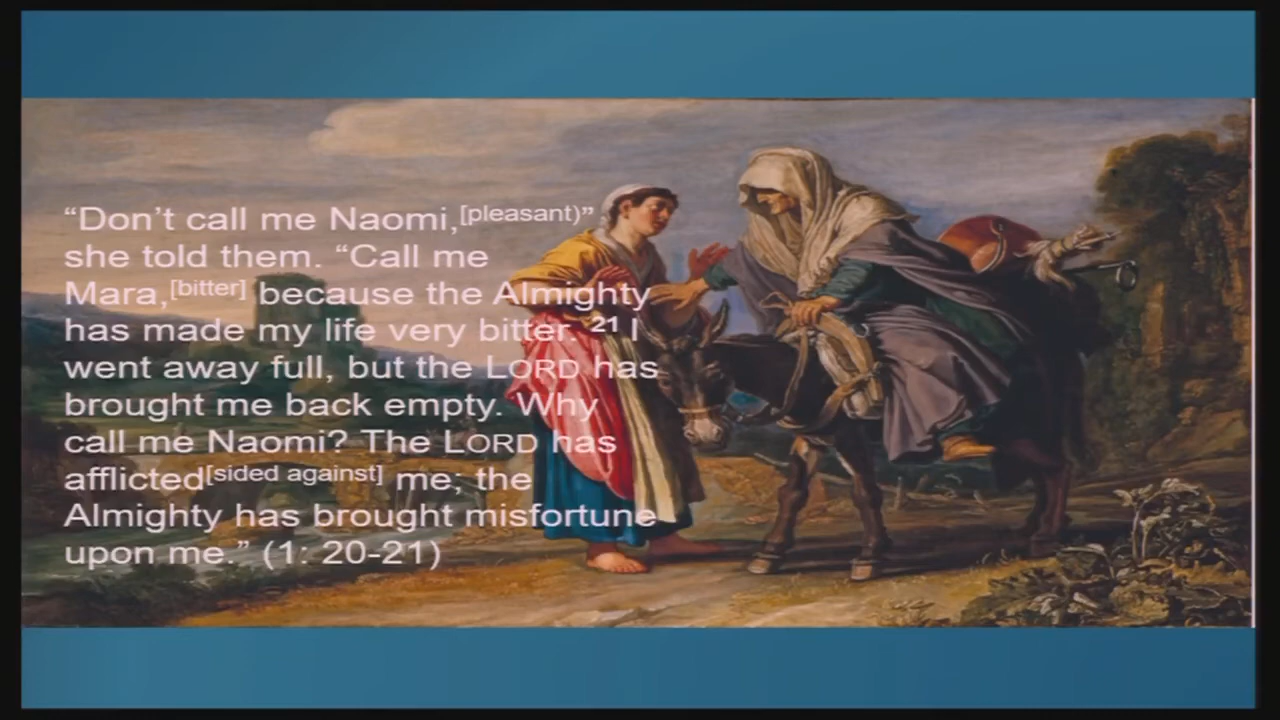 “Don’t call me Naomi,[pleasant)”
she told them. “Call me
Mara,[bitter] because the Almighty
has made my life very bitter. 21 I
went away full, but the LORD has
brought me back empty. Why
call me Naomi? The LORD has
afflicted[sided against] me; the
Almighty has brought misfortune
upon me.” (1: 20-21)